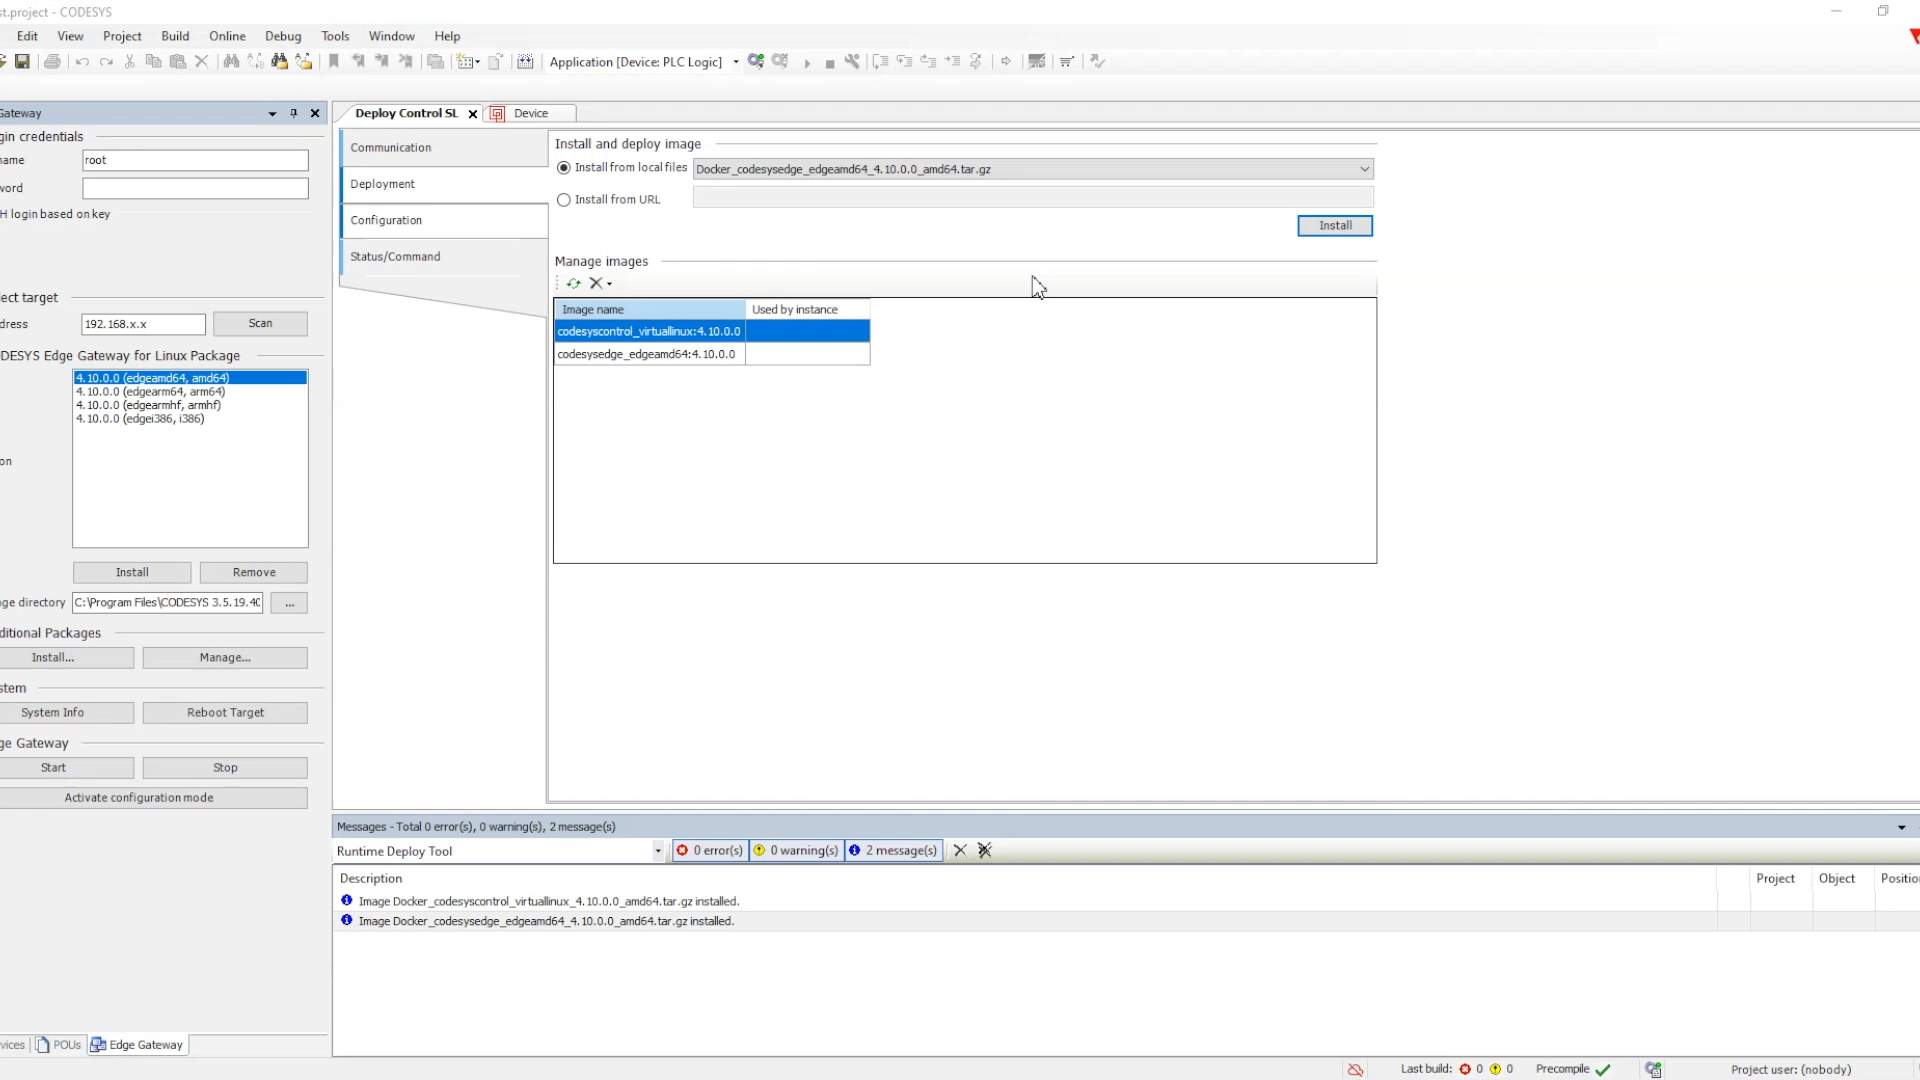 st.project - CODESYS
Edit View Project Build Online Debug Tools Window Help
Application [Device: PLC Logic]
Gateway
gin credentials
name root
word
H login based on key
ect target
dress 192.168.x.x Scan
DESYS Edge Gateway for Linux Package
4.10.0.0 (edgeamd64, amd64)
4.10.0.0 (edgearm64, arm64)
4.10.0.0 (edgearmhf, armhf)
4.10.0.0 (edgei386, i386)
on
Install Remove
ge directory C:\Program Files\CODESYS 3.5.19.4C ...
ditional Packages
Install... Manage...
stem
System Info Reboot Target
ge Gateway
Start Stop
Activate configuration mode
vices POUs Edge Gateway
Deploy Control SL Device
Communication
Deployment
Configuration
Status/Command
Install and deploy image
Install from local files Docker_codesysedge_edgeamd64_4.10.0.0_amd64.tar.gz
Install from URL
Install
Manage images
Image name Used by instance
codesyscontrol_virtuallinux:4.10.0.0
codesysedge_edgeamd64:4.10.0.0
Messages - Total 0 error(s), 0 warning(s), 2 message(s)
Runtime Deploy Tool 0 error(s) 0 warning(s) 2 message(s)
Description Project Object Positio
Image Docker_codesyscontrol_virtuallinux_4.10.0.0_amd64.tar.gz installed.
Image Docker_codesysedge_edgeamd64_4.10.0.0_amd64.tar.gz installed.
Last build: 0 0 Precompile Project user: (nobody)